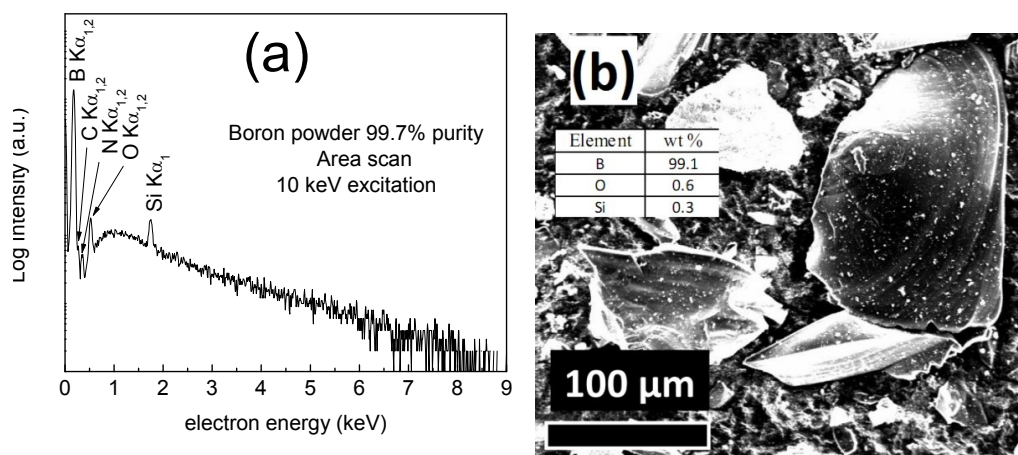 (a)
B Kα1,2
C Kα1,2
N Kα1,2
O Kα1,2
Si Kα1
Boron powder 99.7% purity
Area scan
10 keV excitation
Log Intensity (a.u.)
0 1 2 3 4 5 6 7 8 9
electron energy (keV)
(b)
Element wt %
B 99.1
O 0.6
Si 0.3
100 µm